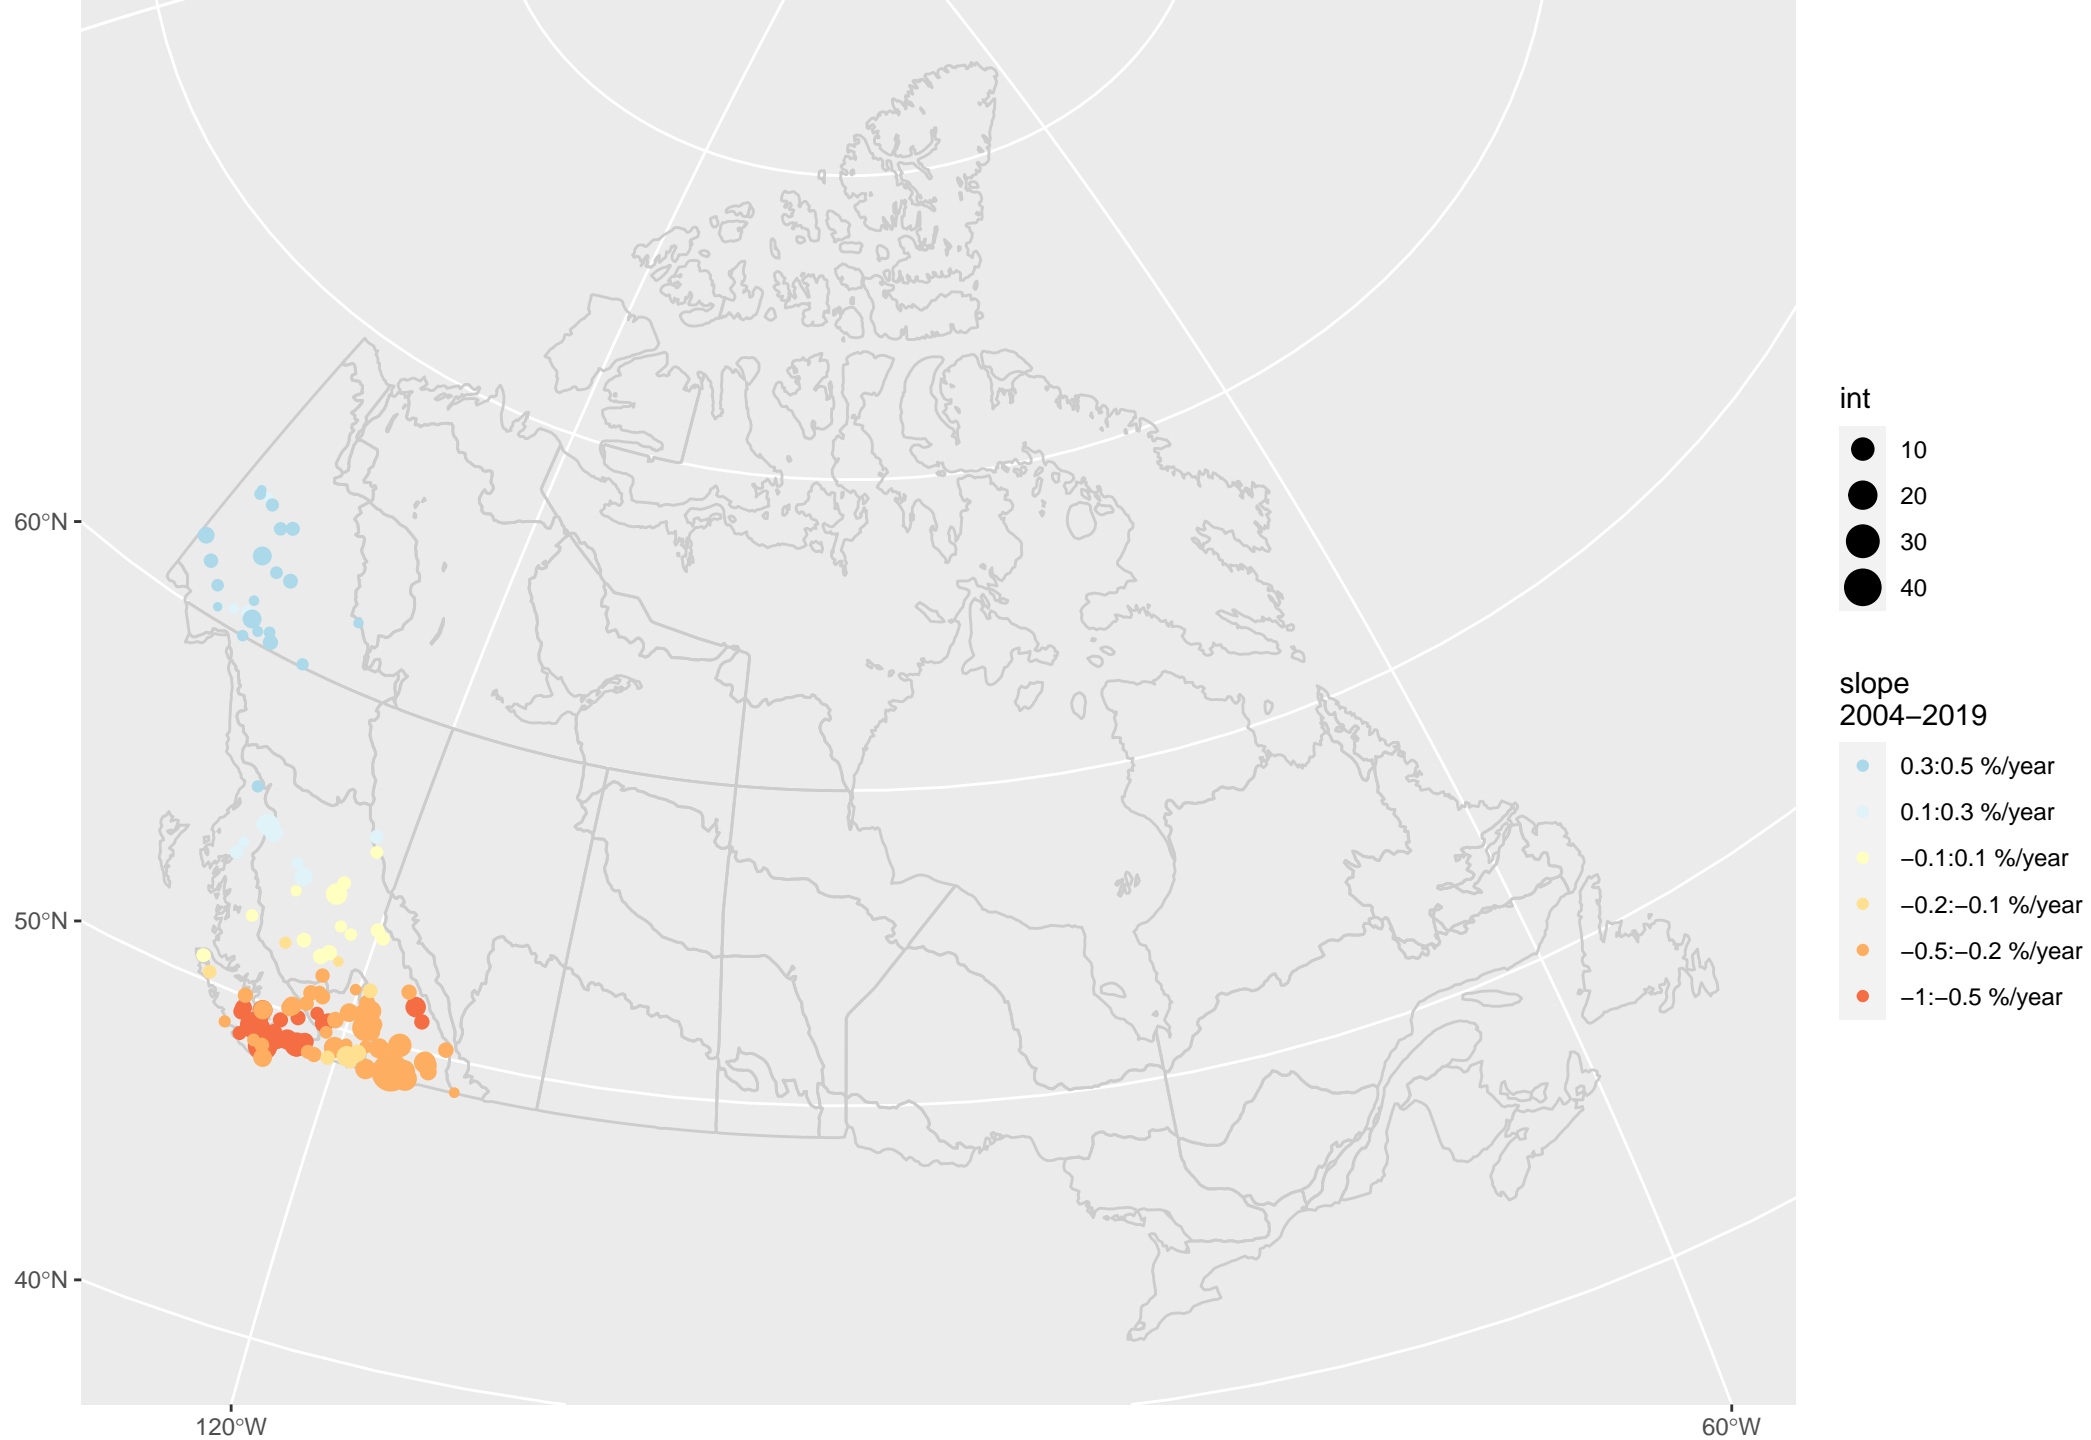 60°N
50°N
40°N
120°W
60°W
int
10
20
30
40
slope
2004−2019
0.3:0.5 %/year
0.1:0.3 %/year
−0.1:0.1 %/year
−0.2:−0.1 %/year
−0.5:−0.2 %/year
−1:−0.5 %/year